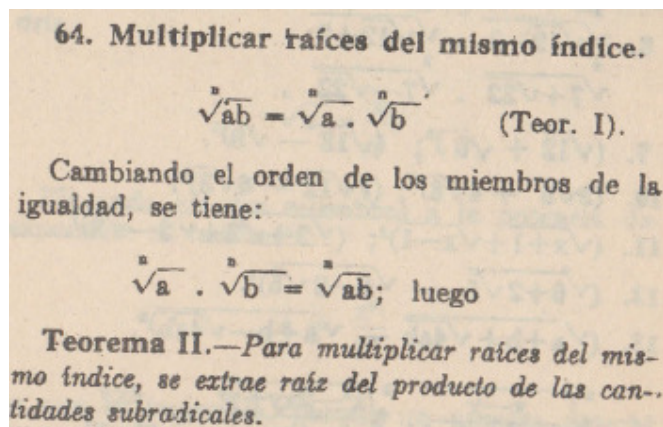 64. Multiplicar raíces del mismo índice.
ⁿ√ab = ⁿ√a . ⁿ√b (Teor. I).
Cambiando el orden de los miembros de la
igualdad, se tiene:
ⁿ√a . ⁿ√b = ⁿ√ab; luego
Teorema II.—Para multiplicar raíces del mis-
mo índice, se extrae raíz del producto de las can-
tidades subradicales.